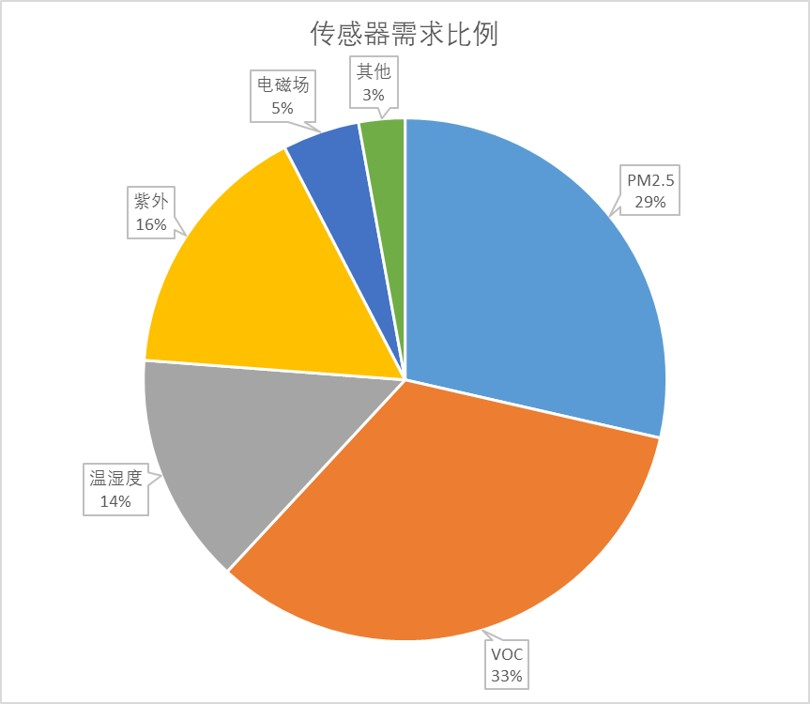 传感器需求比例
其他
3%
电磁场
5%
PM2.5
29%
紫外
16%
温湿度
14%
VOC
33%